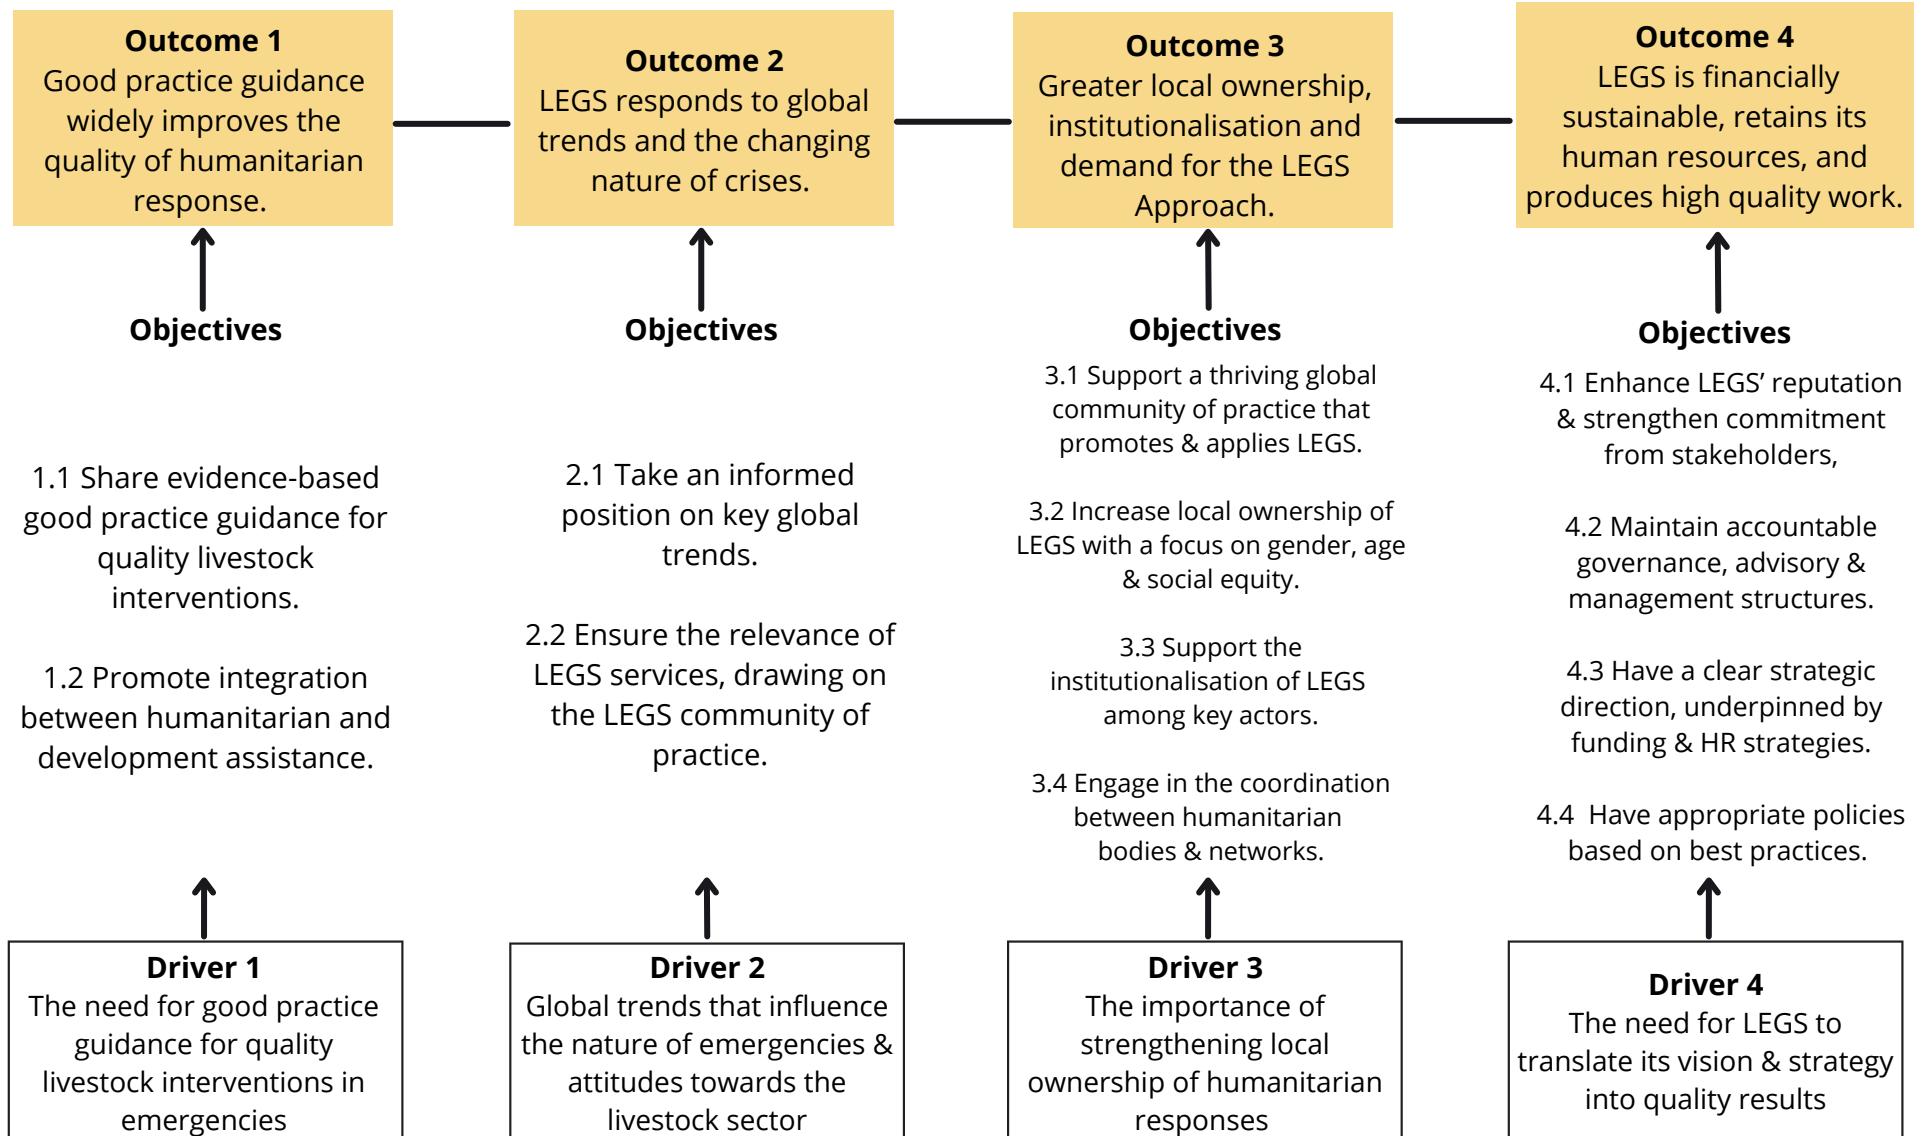 Outcome 1
Good practice guidance
widely improves the
quality of humanitarian
response.
Outcome 2
LEGS responds to global
trends and the changing
nature of crises.
Outcome 3
Greater local ownership,
institutionalisation and
demand for the LEGS
Approach.
Outcome 4
LEGS is financially
sustainable, retains its
human resources, and
produces high quality work.
Objectives
1.1 Share evidence-based
good practice guidance for
quality livestock
interventions.
1.2 Promote integration
between humanitarian and
development assistance.
Objectives
2.1 Take an informed
position on key global
trends.
2.2 Ensure the relevance of
LEGS services, drawing on
the LEGS community of
practice.
Objectives
3.1 Support a thriving global
community of practice that
promotes & applies LEGS.
3.2 Increase local ownership of
LEGS with a focus on gender, age
& social equity.
3.3 Support the
institutionalisation of LEGS
among key actors.
3.4 Engage in the coordination
between humanitarian
bodies & networks.
Objectives
4.1 Enhance LEGS’ reputation
& strengthen commitment
from stakeholders,
4.2 Maintain accountable
governance, advisory &
management structures.
4.3 Have a clear strategic
direction, underpinned by
funding & HR strategies.
4.4  Have appropriate policies
based on best practices.
Driver 1
The need for good practice
guidance for quality
livestock interventions in
emergencies
Driver 2
Global trends that influence
the nature of emergencies &
attitudes towards the
livestock sector
Driver 3
The importance of
strengthening local
ownership of humanitarian
responses
Driver 4
The need for LEGS to
translate its vision & strategy
into quality results